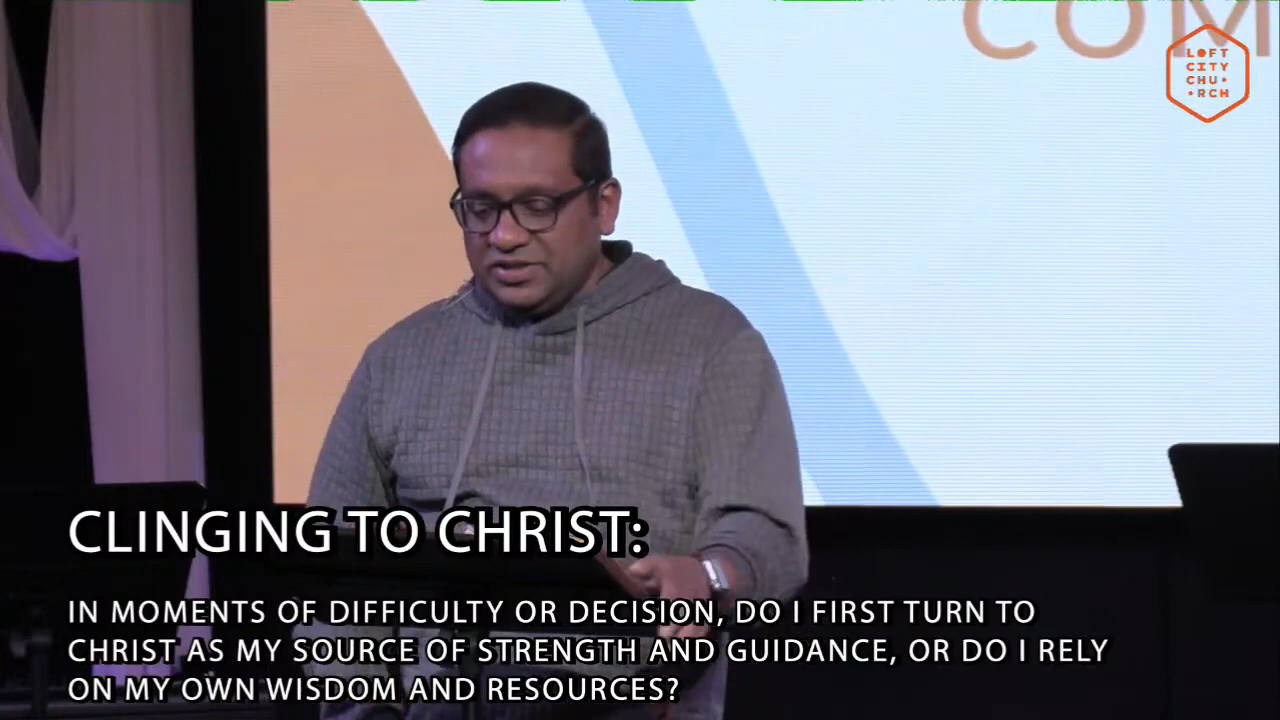 COM
LOFT
CITY
CHU•
•RCH
CLINGING TO CHRIST:
IN MOMENTS OF DIFFICULTY OR DECISION, DO I FIRST TURN TO
CHRIST AS MY SOURCE OF STRENGTH AND GUIDANCE, OR DO I RELY
ON MY OWN WISDOM AND RESOURCES?